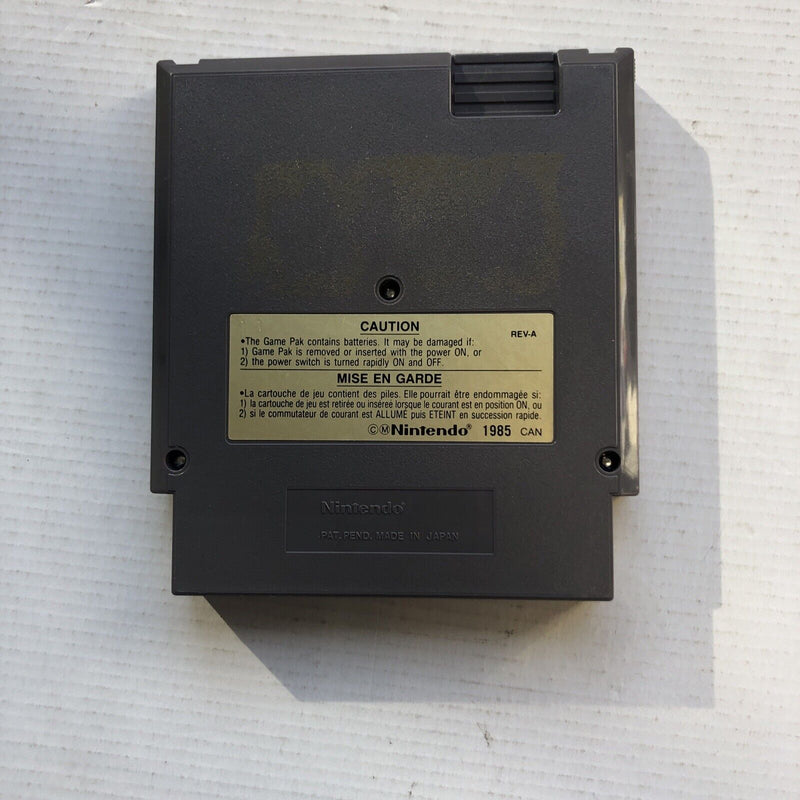 CAUTION
REV-A
•The Game Pak contains batteries. It may be damaged if:
1) Game Pak is removed or inserted with the power ON, or
2) the power switch is turned rapidly ON and OFF.
MISE EN GARDE
•La cartouche de jeu contient des piles. Elle pourrait être endommagée si:
1) la cartouche de jeu est retirée ou inséreé lorsque le courant est en position ON, ou
2) si le commutateur de courant est ALLUMÉ puis ÉTEINT en succession rapide.
©Ⓜ Nintendo® 1985 CAN
Nintendo®
PAT. PEND. MADE IN JAPAN